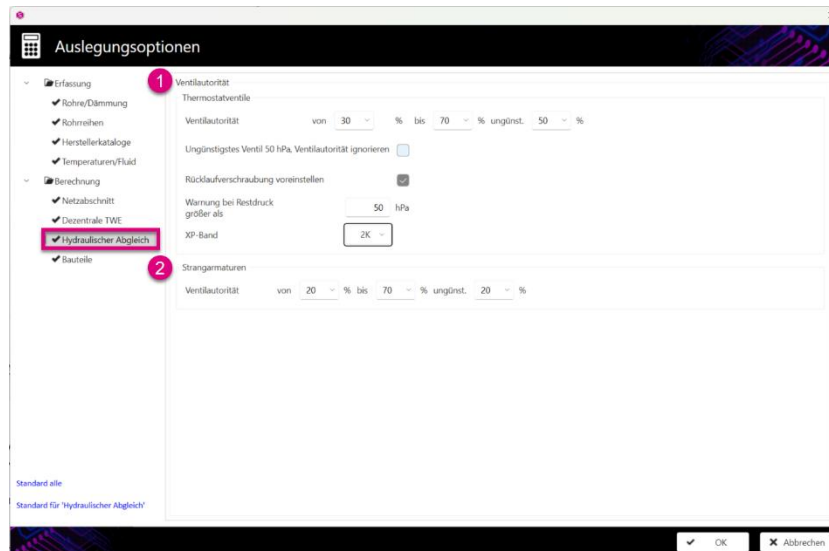 Auslegungsoptionen
Erfassung
Rohre/Dämmung
Rohrreihen
Herstellerkataloge
Temperaturen/Fluid
Berechnung
Netzabschnitt
Dezentrale TWE
Hydraulischer Abgleich
Bauteile
1 Ventilautorität
Thermostatventile
Ventilautorität von 30 % bis 70 % ungünst. 50 %
Ungünstigstes Ventil 50 hPa, Ventilautorität ignorieren
Rücklaufverschraubung voreinstellen
Warnung bei Restdruck
größer als 50 hPa
XP-Band 2K
2 Strangarmaturen
Ventilautorität von 20 % bis 70 % ungünst. 20 %
Standard alle
Standard für 'Hydraulischer Abgleich'
OK Abbrechen